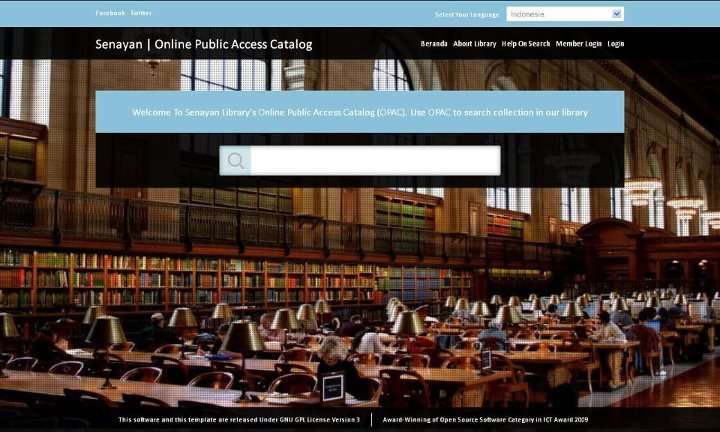 Facebook Twitter
Select Your Language Indonesia
Senayan | Online Public Access Catalog
Beranda About Library Help On Search Member Login Login
Welcome To Senayan Library's Online Public Access Catalog (OPAC). Use OPAC to search collection in our library
This software and this template are released Under GNU GPL License Version 3
Award-Winning of Open Source Software Category in ICT Award 2009